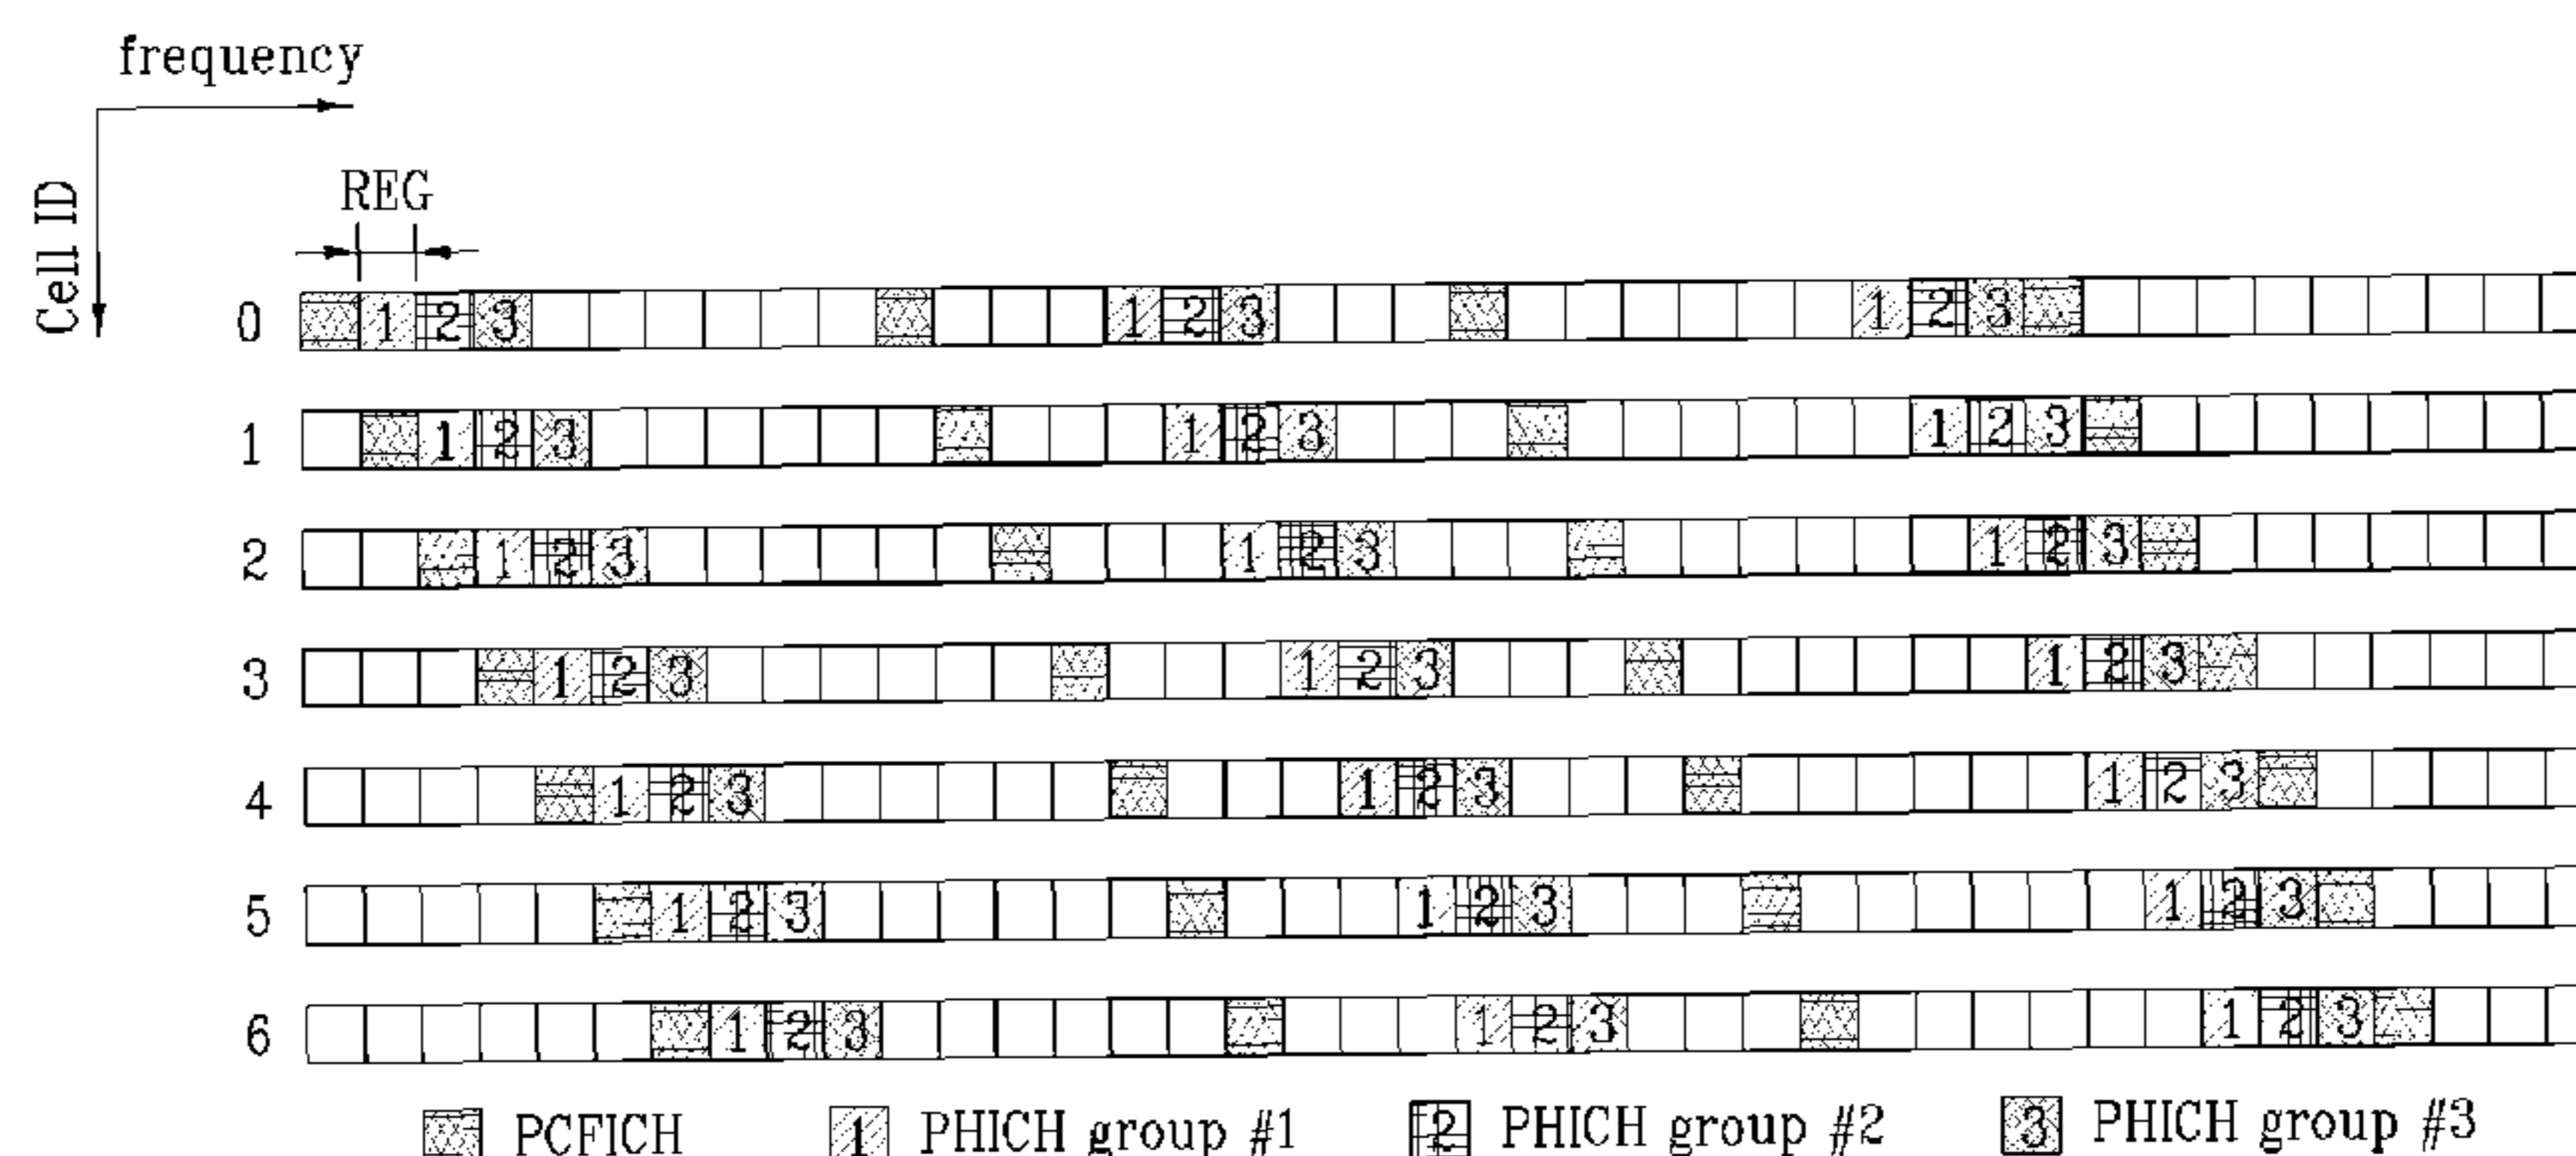 frequency
Cell ID
REG
0 1 2 3 1 2 3 1 2 3
1 1 2 3 1 2 3 1 2 3
2 1 2 3 1 2 3 1 2 3
3 1 2 3 1 2 3 1 2 3
4 1 2 3 1 2 3 1 2 3
5 1 2 3 1 2 3 1 2 3
6 1 2 3 1 2 3 1 2 3
PCFICH 1 PHICH group #1 2 PHICH group #2 3 PHICH group #3